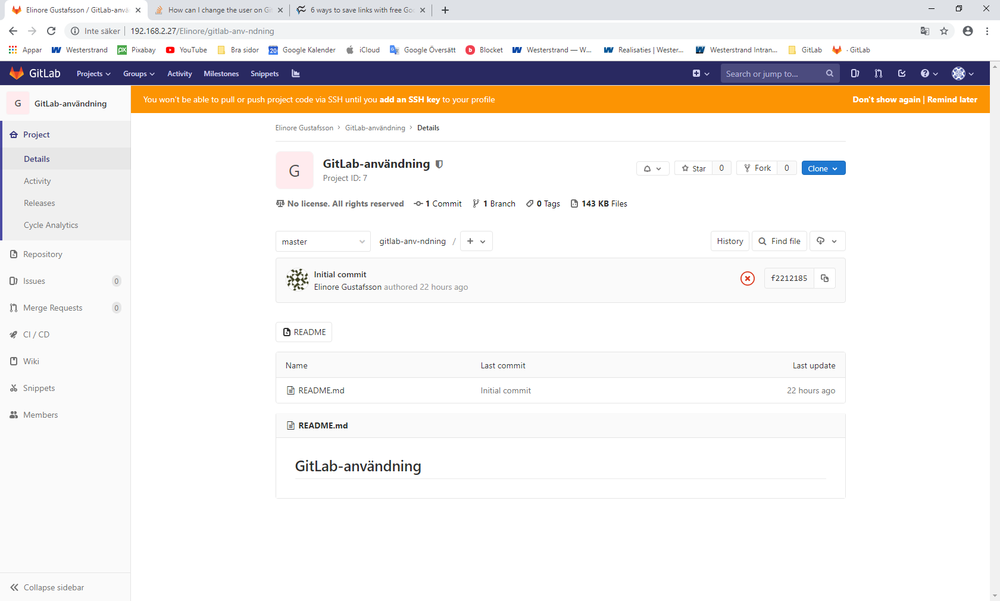 Elinore Gustafsson / GitLab-anvä
How can I change the user on Git
6 ways to save links with free Goo
Inte säker
192.168.2.27/Elinore/gitlab-anv-ndning
Appar
Westerstrand
Pixabay
YouTube
Bra sidor
20
Google Kalender
iCloud
Google Översätt
Blocket
Westerstrand — W...
Realisaties | Wester...
Westerstrand Intran...
GitLab
· GitLab
GitLab
Projects
Groups
Activity
Milestones
Snippets
Search or jump to...
G
GitLab-användning
You won't be able to pull or push project code via SSH until you add an SSH key to your profile
Don't show again | Remind later
Project
Details
Activity
Releases
Cycle Analytics
Repository
Issues 0
Merge Requests 0
CI / CD
Wiki
Snippets
Members
Collapse sidebar
Elinore Gustafsson > GitLab-användning > Details
G
GitLab-användning
Project ID: 7
Star 0
Fork 0
Clone
No license. All rights reserved
1 Commit
1 Branch
0 Tags
143 KB Files
master
gitlab-anv-ndning /
+
History
Find file
Initial commit
Elinore Gustafsson authored 22 hours ago
f2212185
README
Name Last commit Last update
README.md Initial commit 22 hours ago
README.md
GitLab-användning